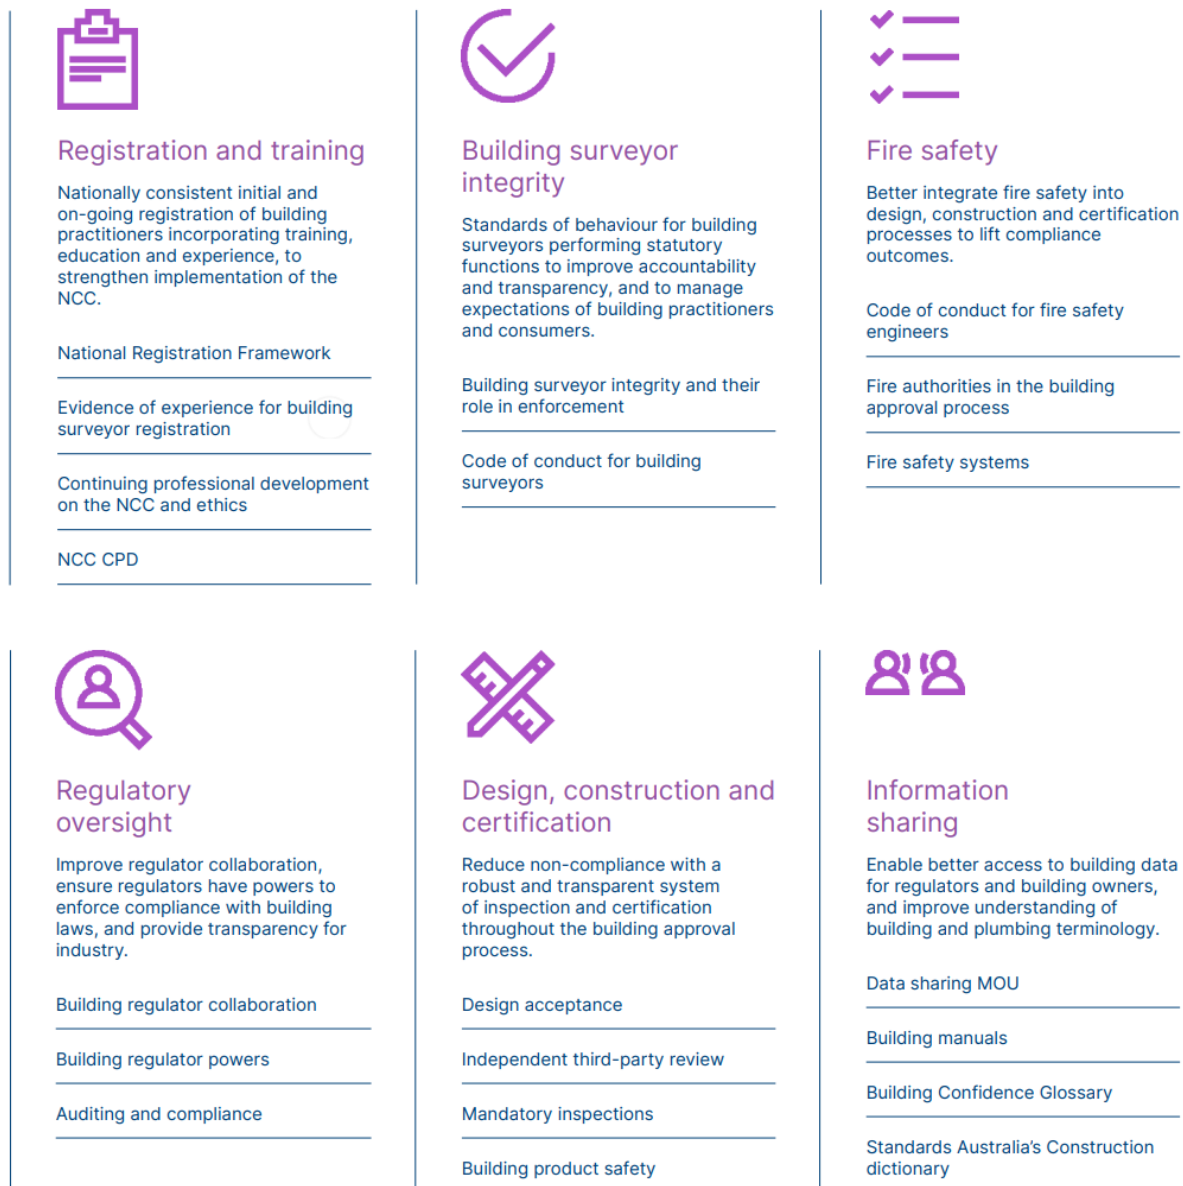 Registration and training
Nationally consistent initial and
on-going registration of building
practitioners incorporating training,
education and experience, to
strengthen implementation of the
NCC.
National Registration Framework
Evidence of experience for building
surveyor registration
Continuing professional development
on the NCC and ethics
NCC CPD
Building surveyor
integrity
Standards of behaviour for building
surveyors performing statutory
functions to improve accountability
and transparency, and to manage
expectations of building practitioners
and consumers.
Building surveyor integrity and their
role in enforcement
Code of conduct for building
surveyors
Fire safety
Better integrate fire safety into
design, construction and certification
processes to lift compliance
outcomes.
Code of conduct for fire safety
engineers
Fire authorities in the building
approval process
Fire safety systems
Regulatory
oversight
Improve regulator collaboration,
ensure regulators have powers to
enforce compliance with building
laws, and provide transparency for
industry.
Building regulator collaboration
Building regulator powers
Auditing and compliance
Design, construction and
certification
Reduce non-compliance with a
robust and transparent system
of inspection and certification
throughout the building approval
process.
Design acceptance
Independent third-party review
Mandatory inspections
Building product safety
Information
sharing
Enable better access to building data
for regulators and building owners,
and improve understanding of
building and plumbing terminology.
Data sharing MOU
Building manuals
Building Confidence Glossary
Standards Australia's Construction
dictionary